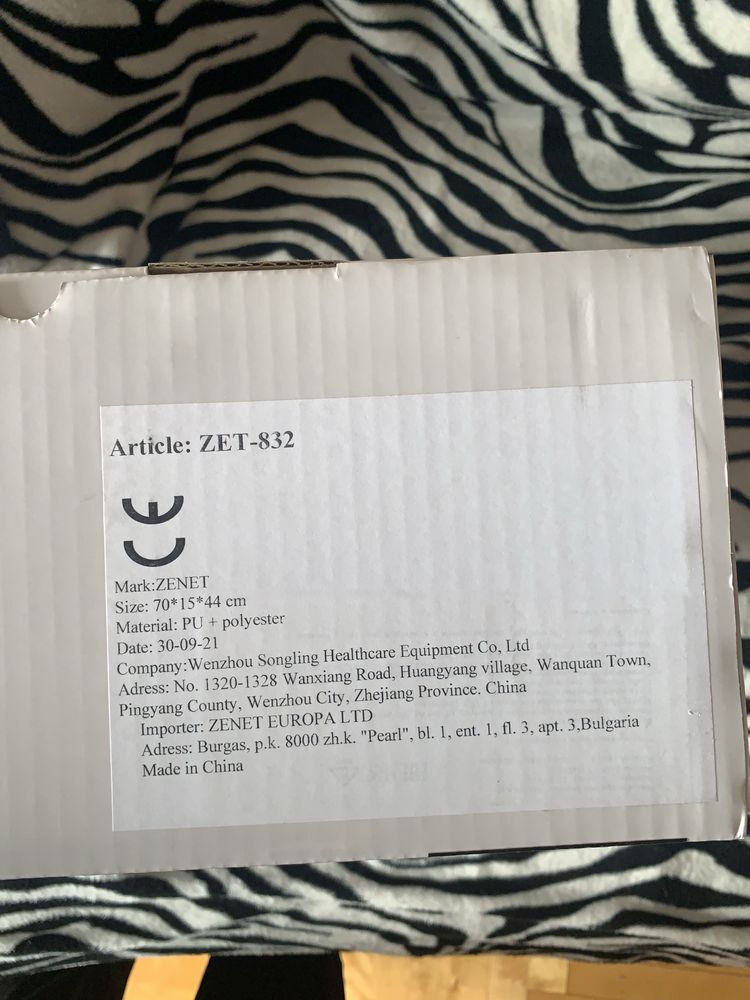 Article: ZET-832
CE
Mark:ZENET
Size: 70*15*44 cm
Material: PU + polyester
Date: 30-09-21
Company:Wenzhou Songling Healthcare Equipment Co, Ltd
Adress: No. 1320-1328 Wanxiang Road, Huangyang village, Wanquan Town,
Pingyang County, Wenzhou City, Zhejiang Province. China
Importer: ZENET EUROPA LTD
Adress: Burgas, p.k. 8000 zh.k. "Pearl", bl. 1, ent. 1, fl. 3, apt. 3,Bulgaria
Made in China